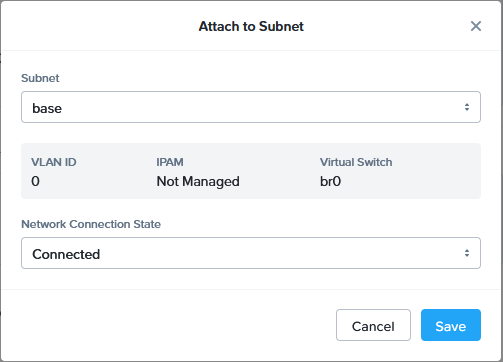 Attach to Subnet
Subnet
base
VLAN ID IPAM Virtual Switch
0 Not Managed br0
Network Connection State
Connected
Cancel Save